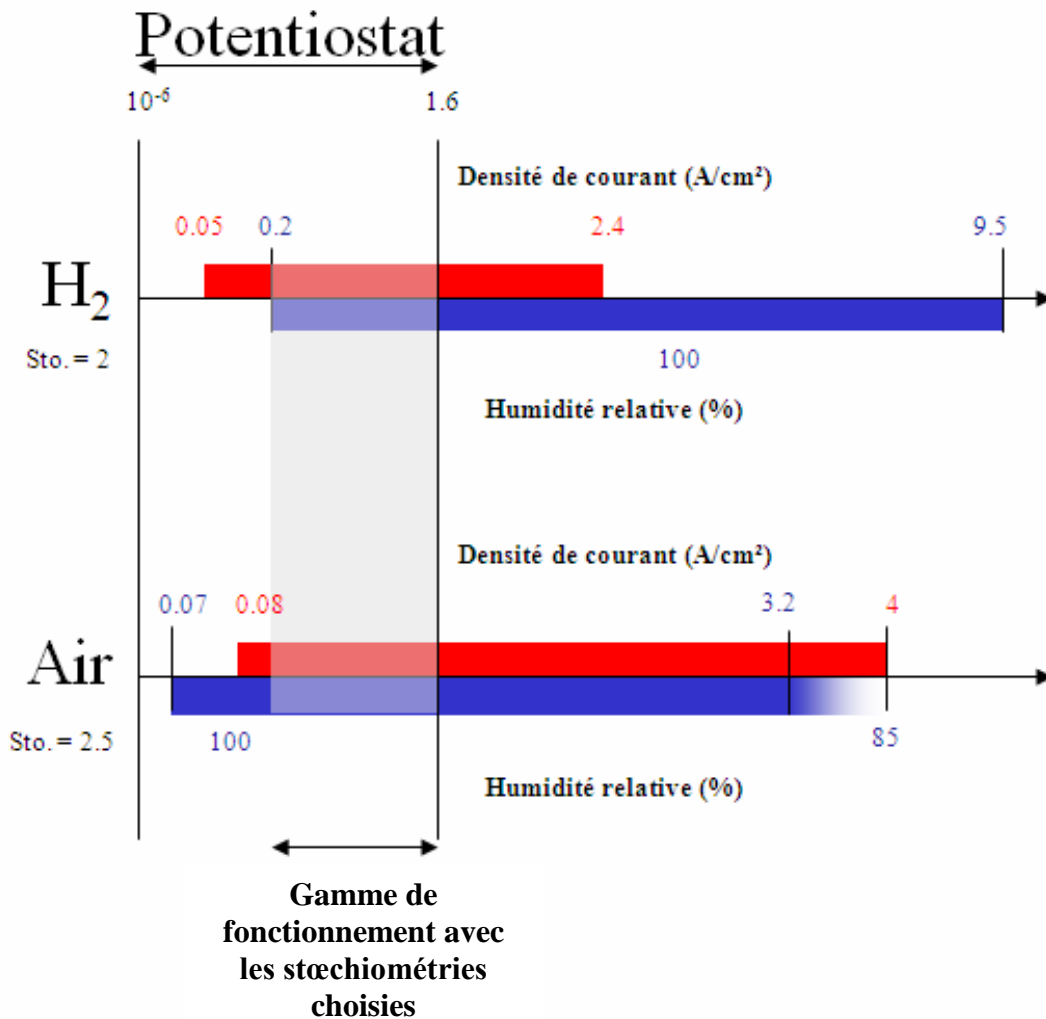 Potentiostat
10⁻⁶ 1.6
Densité de courant (A/cm²)
0.05 0.2 2.4 9.5
H₂
Sto. = 2
100
Humidité relative (%)
Densité de courant (A/cm²)
0.07 0.08 3.2 4
Air
Sto. = 2.5 100 85
Humidité relative (%)
Gamme de
fonctionnement avec
les stœchiométries
choisies